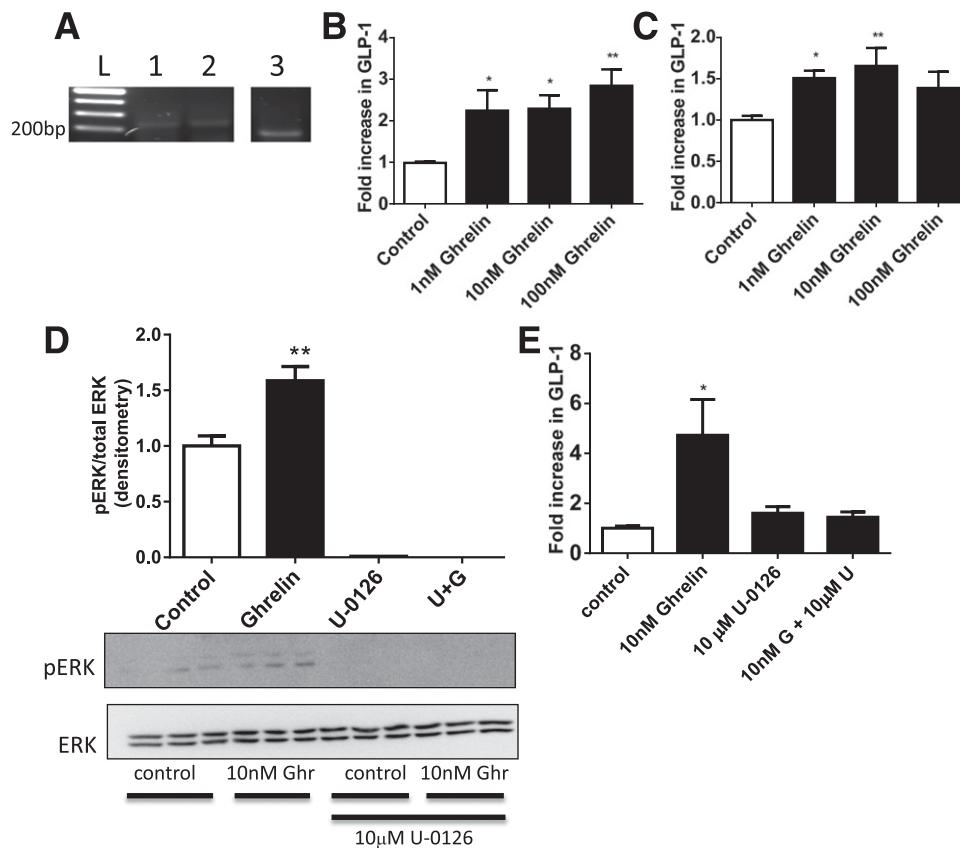 A
L 1 2 3
200bp
B
Fold increase in GLP-1
4
3
2
1
0
* * **
Control
1nM Ghrelin
10nM Ghrelin
100nM Ghrelin
C
Fold increase in GLP-1
2.0
1.5
1.0
0.5
0.0
* **
Control
1nM Ghrelin
10nM Ghrelin
100nM Ghrelin
D
pERK/total ERK
(densitometry)
2.0
1.5
1.0
0.5
0.0
**
Control
Ghrelin
U-0126
U+G
pERK
ERK
control 10nM Ghr control 10nM Ghr
10μM U-0126
E
Fold increase in GLP-1
8
6
4
2
0
*
control
10nM Ghrelin
10 μM U-0126
10nM G + 10μM U